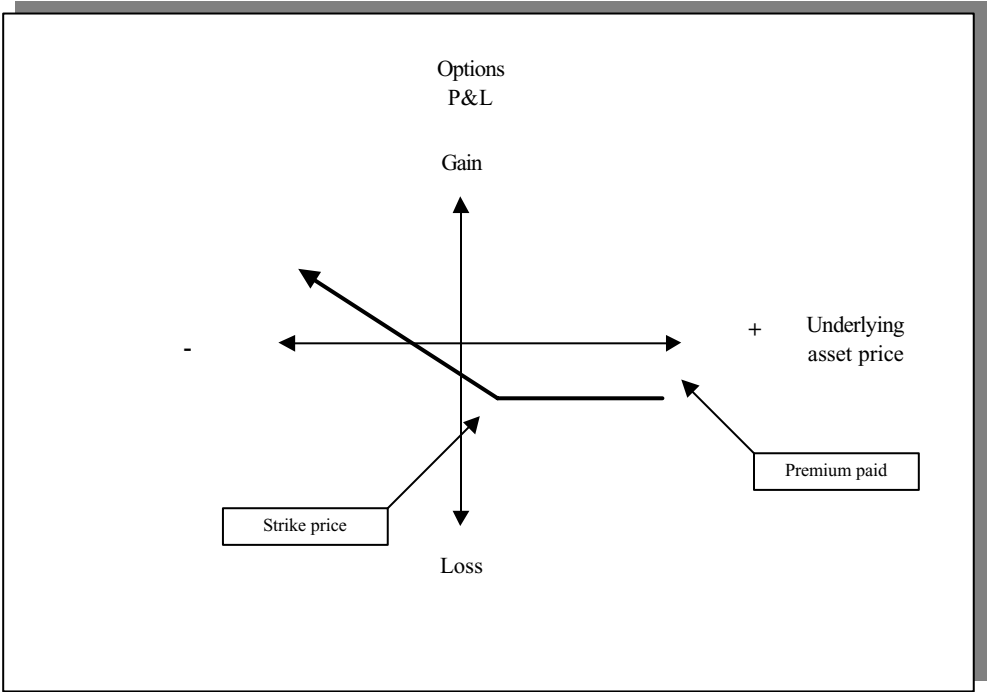 Options
P&L
Gain
+
Underlying
asset price
-
Premium paid
Strike price
Loss